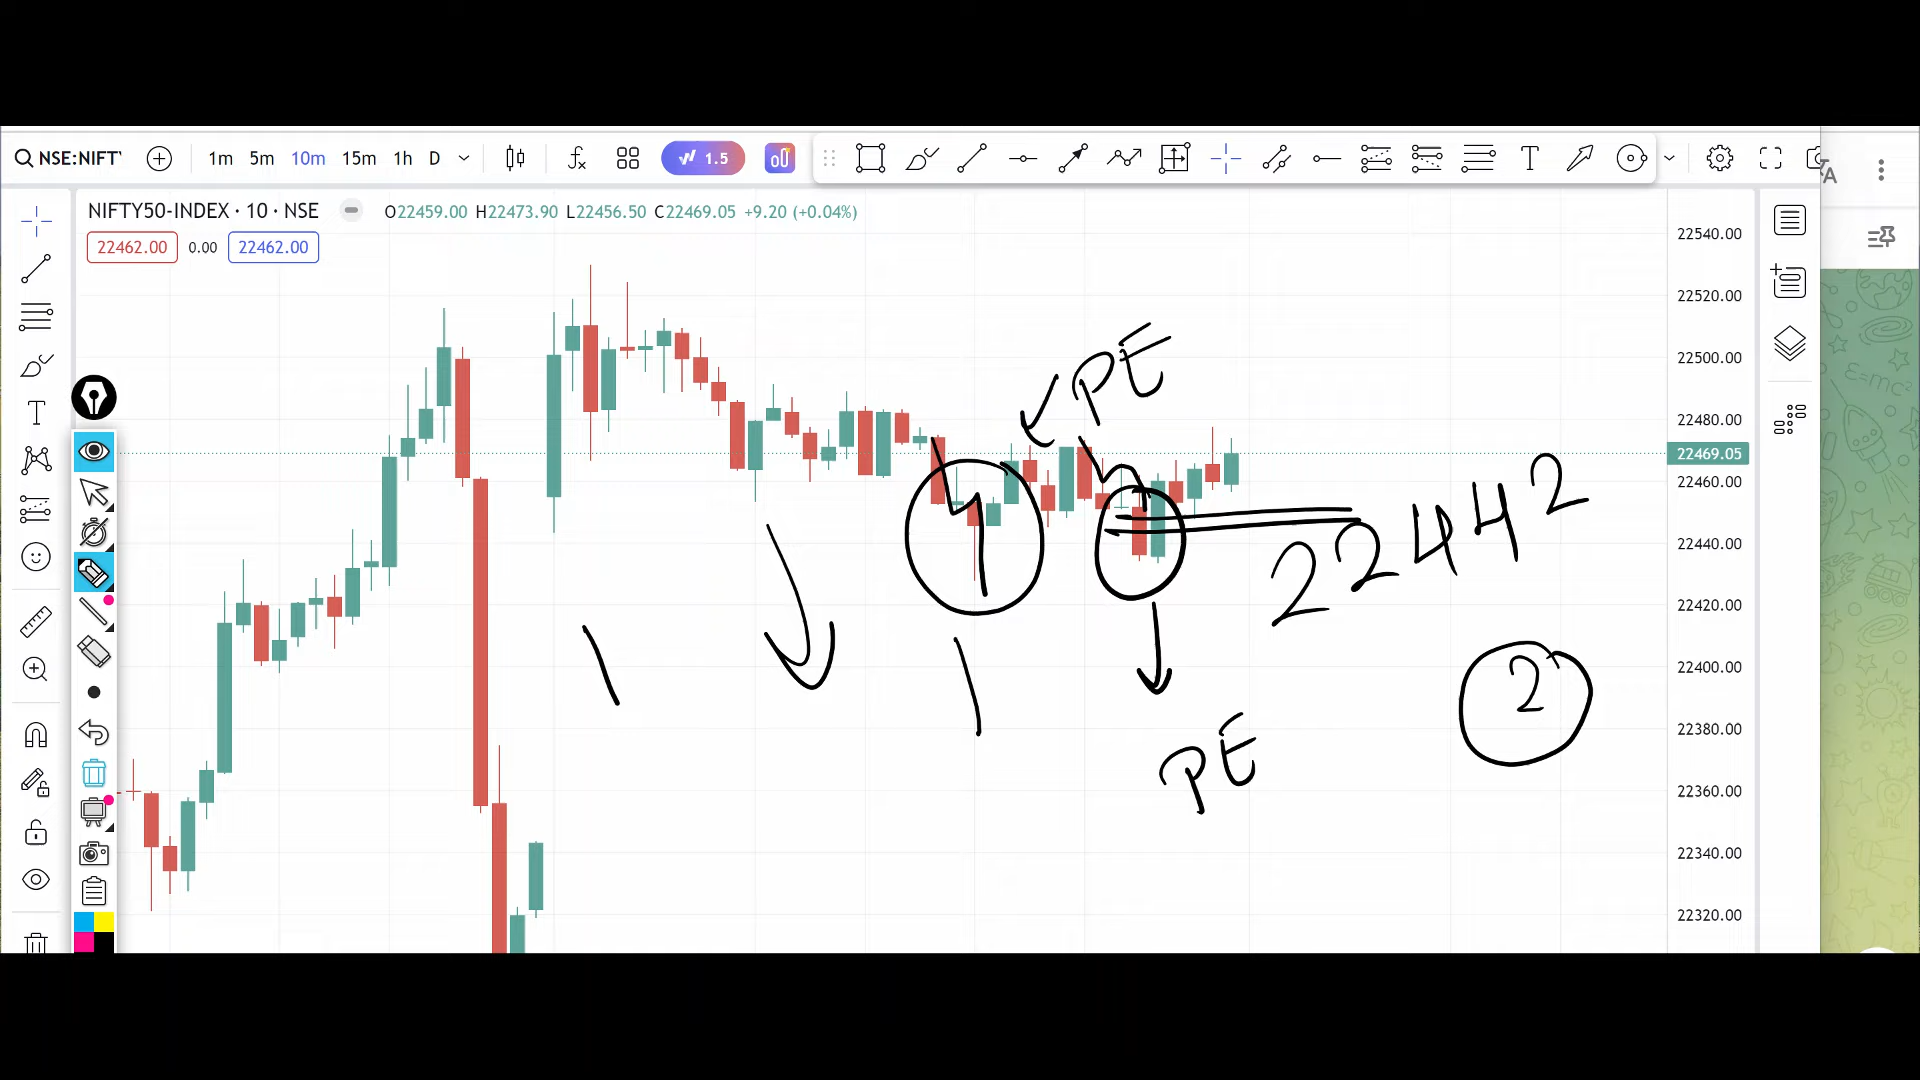 NSE:NIFTY
1m 5m 10m 15m 1h D
1.5
NIFTY50-INDEX · 10 · NSE
O22459.00 H22473.90 L22456.50 C22469.05 +9.20 (+0.04%)
22462.00 0.00 22462.00
22540.00
22520.00
22500.00
22480.00
22469.05
22460.00
22440.00
22420.00
22400.00
22380.00
22360.00
22340.00
22320.00
PE
22442
2
PE